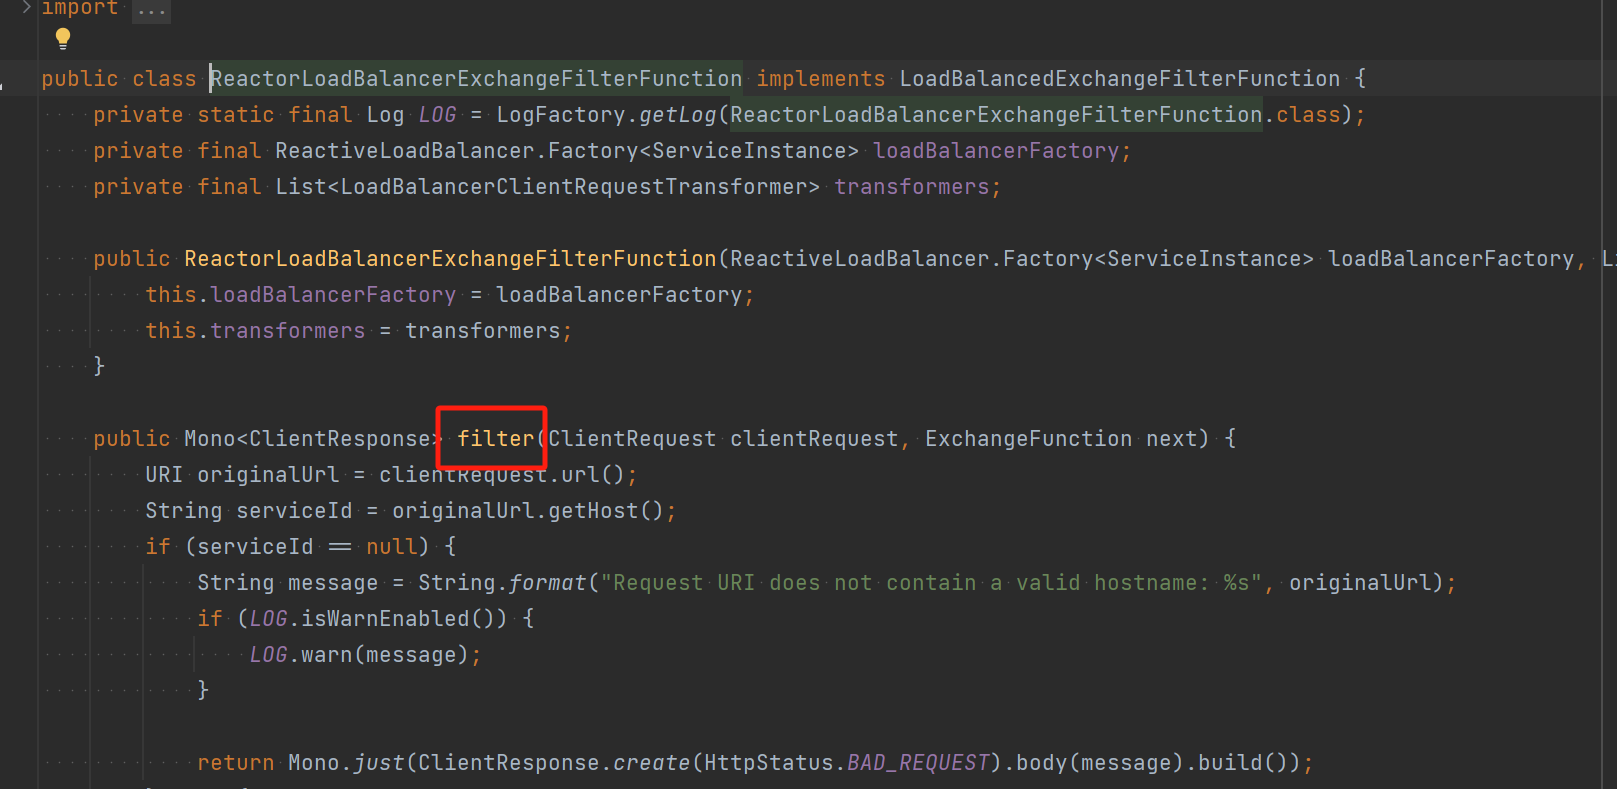 import ...
public class ReactorLoadBalancerExchangeFilterFunction implements LoadBalancedExchangeFilterFunction {
private static final Log LOG = LogFactory.getLog(ReactorLoadBalancerExchangeFilterFunction.class);
private final ReactiveLoadBalancer.Factory<ServiceInstance> loadBalancerFactory;
private final List<LoadBalancerClientRequestTransformer> transformers;
public ReactorLoadBalancerExchangeFilterFunction(ReactiveLoadBalancer.Factory<ServiceInstance> loadBalancerFactory,
this.loadBalancerFactory = loadBalancerFactory;
this.transformers = transformers;
}
public Mono<ClientResponse> filter(ClientRequest clientRequest, ExchangeFunction next) {
URI originalUrl = clientRequest.url();
String serviceId = originalUrl.getHost();
if (serviceId == null) {
String message = String.format("Request URI does not contain a valid hostname: %s", originalUrl);
if (LOG.isWarnEnabled()) {
LOG.warn(message);
}
return Mono.just(ClientResponse.create(HttpStatus.BAD_REQUEST).body(message).build());